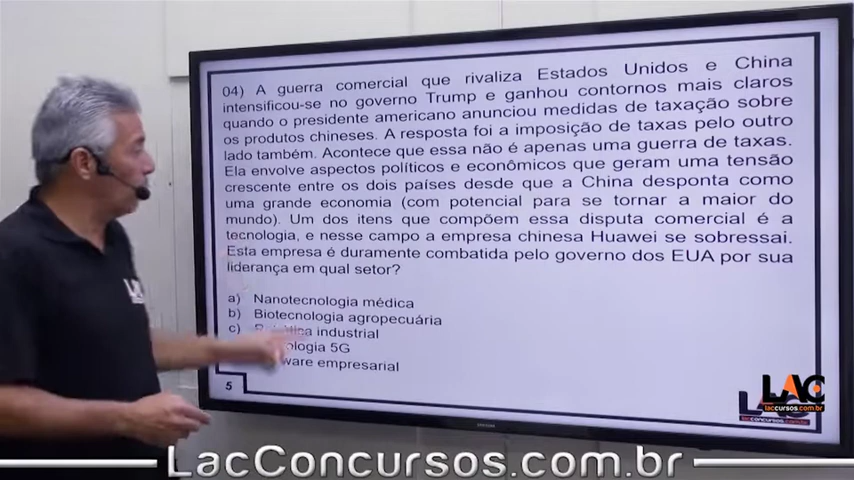 04) A guerra comercial que rivaliza Estados Unidos e China
intensificou-se no governo Trump e ganhou contornos mais claros
quando o presidente americano anunciou medidas de taxação sobre
os produtos chineses. A resposta foi a imposição de taxas pelo outro
lado também. Acontece que essa não é apenas uma guerra de taxas.
Ela envolve aspectos políticos e econômicos que geram uma tensão
crescente entre os dois países desde que a China desponta como
uma grande economia (com potencial para se tornar a maior do
mundo). Um dos itens que compõem essa disputa comercial é a
tecnologia, e nesse campo a empresa chinesa Huawei se sobressai.
Esta empresa é duramente combatida pelo governo dos EUA por sua
liderança em qual setor?
a) Nanotecnologia médica
b) Biotecnologia agropecuária
c) industrial
5G
empresarial
5
LAC
laccursos.com.br
LAC
laccursos.com.br
LacConcursos.com.br